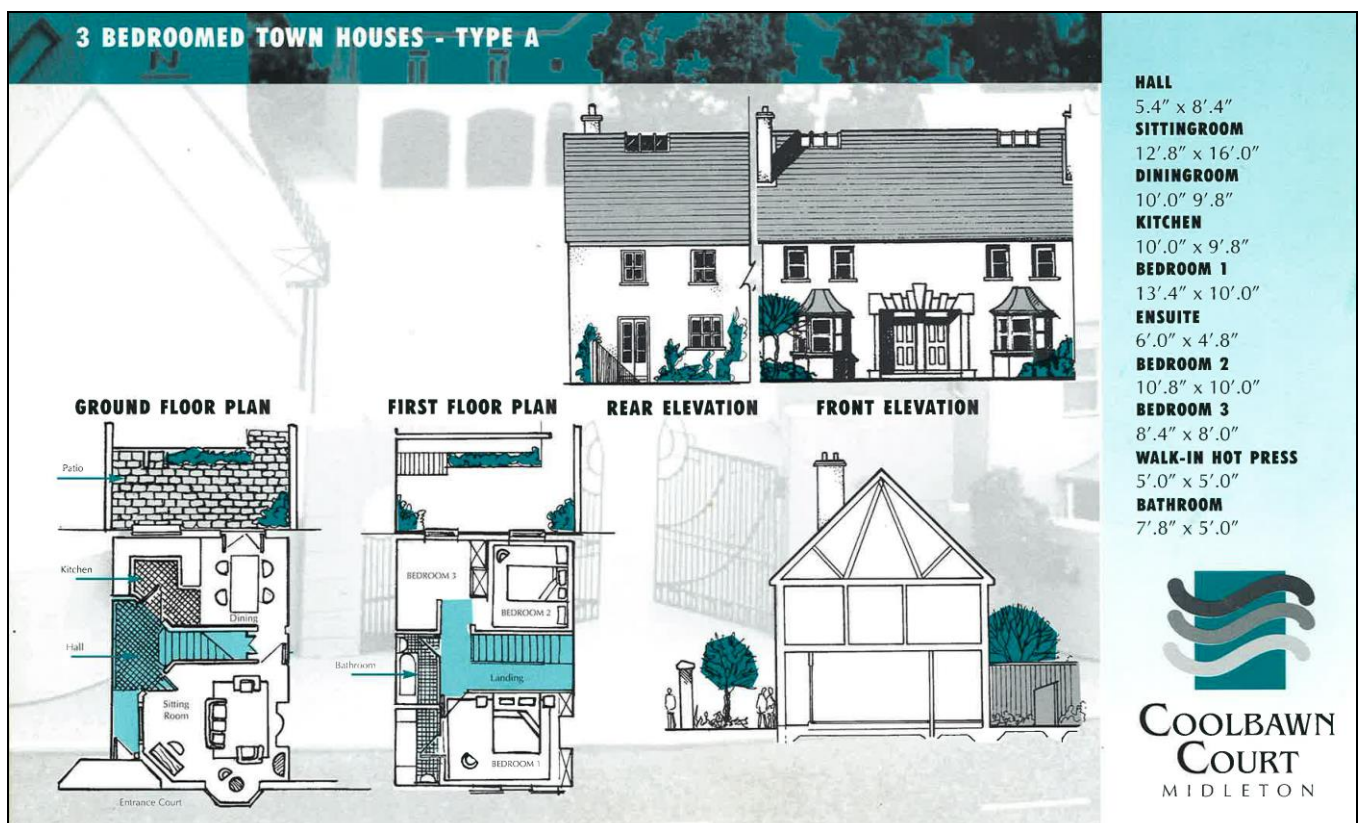 3 BEDROOMED TOWN HOUSES - TYPE A
HALL
5.4" x 8'.4"
SITTINGROOM
12'.8" x 16'.0"
DININGROOM
10'.0" 9'.8"
KITCHEN
10'.0" x 9'.8"
BEDROOM 1
13'.4" x 10'.0"
ENSUITE
6'.0" x 4'.8"
BEDROOM 2
10'.8" x 10'.0"
BEDROOM 3
8'.4" x 8'.0"
WALK-IN HOT PRESS
5'.0" x 5'.0"
BATHROOM
7'.8" x 5'.0"
GROUND FLOOR PLAN
FIRST FLOOR PLAN
REAR ELEVATION
FRONT ELEVATION
Patio
Kitchen
Dining
Hall
Sitting
Room
Entrance Court
BEDROOM 3
BEDROOM 2
Bathroom
Landing
BEDROOM 1
COOLBAWN
COURT
MIDLETON